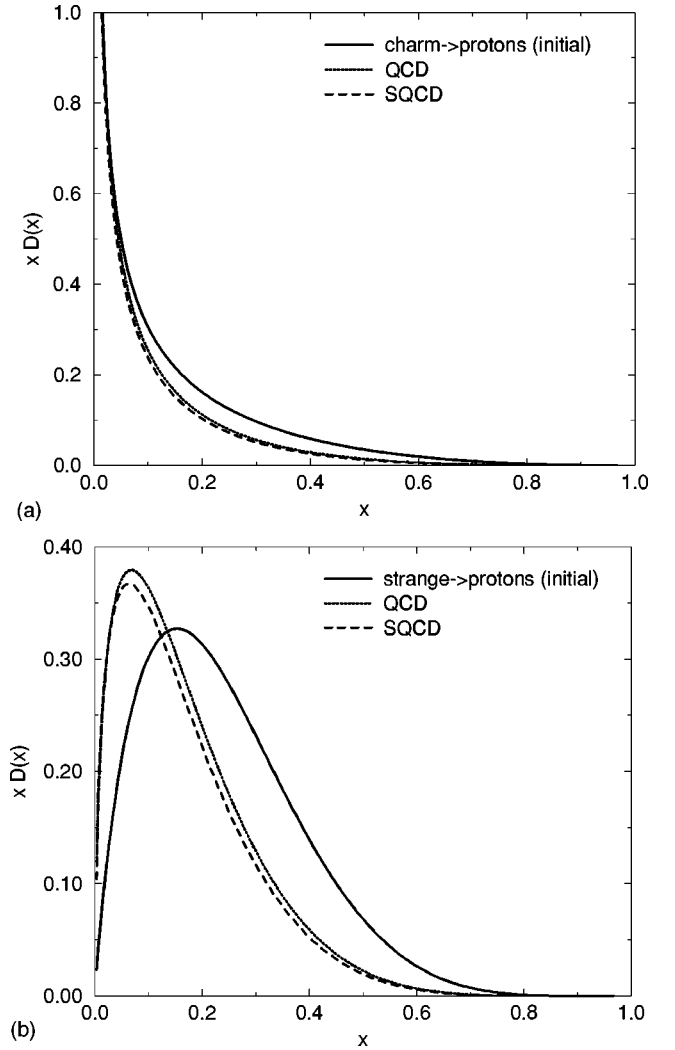 charm->protons (initial)
QCD
SQCD
x D(x)
1.0
0.8
0.6
0.4
0.2
0.0
0.0 0.2 0.4 0.6 0.8 1.0
x
(a)
strange->protons (initial)
QCD
SQCD
x D(x)
0.40
0.30
0.20
0.10
0.00
0.0 0.2 0.4 0.6 0.8 1.0
x
(b)